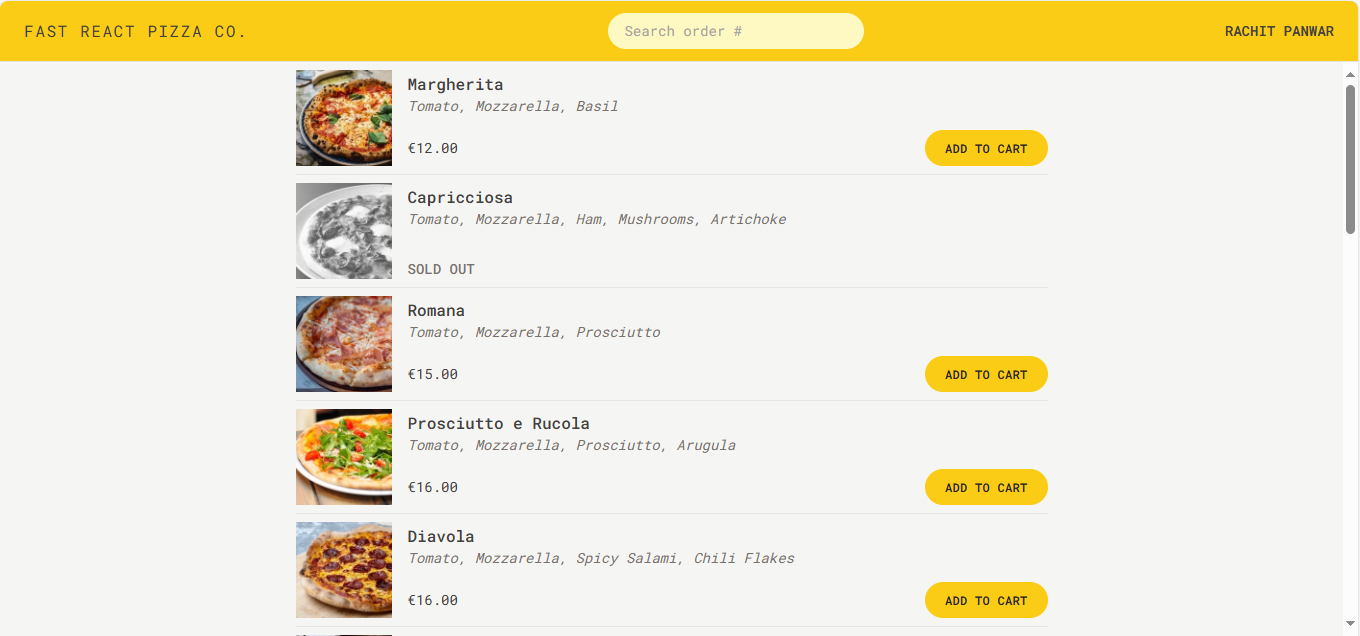 FAST REACT PIZZA CO.
Search order #
RACHIT PANWAR
Margherita
Tomato, Mozzarella, Basil
€12.00
ADD TO CART
Capricciosa
Tomato, Mozzarella, Ham, Mushrooms, Artichoke
SOLD OUT
Romana
Tomato, Mozzarella, Prosciutto
€15.00
ADD TO CART
Prosciutto e Rucola
Tomato, Mozzarella, Prosciutto, Arugula
€16.00
ADD TO CART
Diavola
Tomato, Mozzarella, Spicy Salami, Chili Flakes
€16.00
ADD TO CART